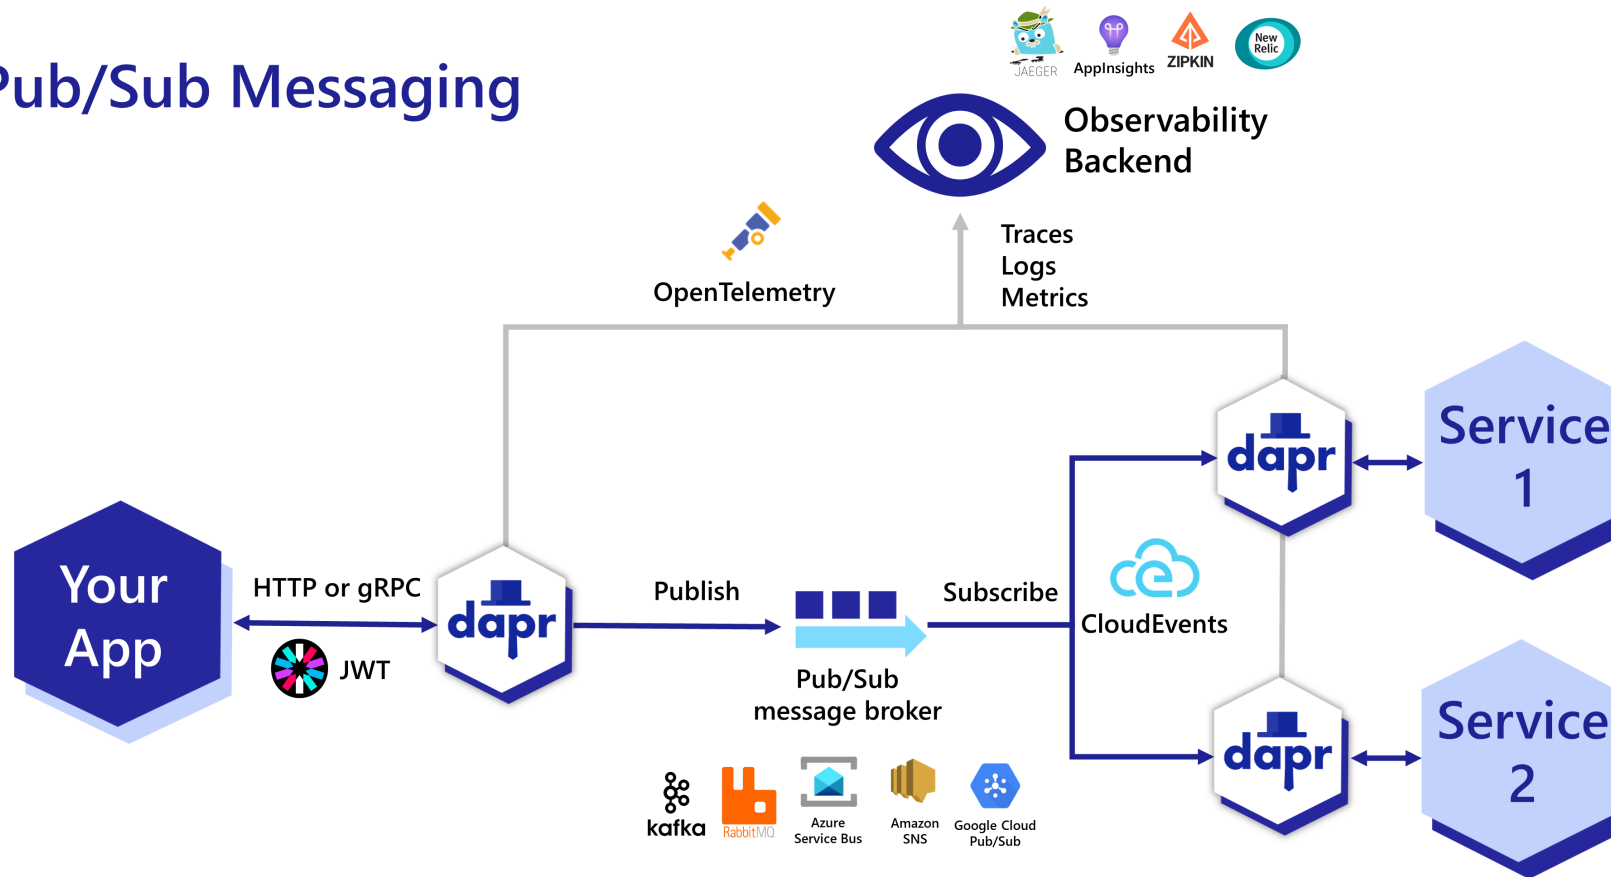 Pub/Sub Messaging
JAEGER
AppInsights
ZIPKIN
New
Relic
Observability
Backend
OpenTelemetry
Traces
Logs
Metrics
Your
App
HTTP or gRPC
JWT
dapr
Publish
Pub/Sub
message broker
kafka
RabbitMQ
Azure
Service Bus
Amazon
SNS
Google Cloud
Pub/Sub
Subscribe
CloudEvents
dapr
Service
1
dapr
Service
2